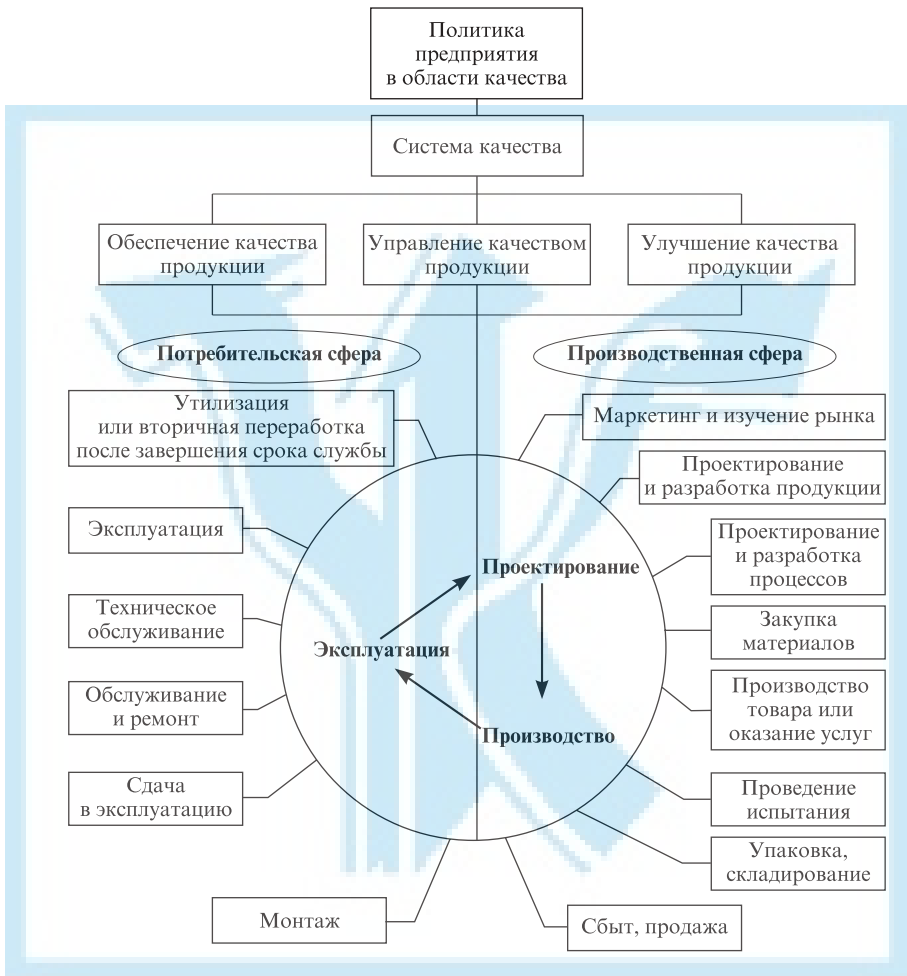 Политика
предприятия
в области качества
Система качества
Обеспечение качества
продукции
Управление качеством
продукции
Улучшение качества
продукции
Потребительская сфера
Производственная сфера
Утилизация
или вторичная переработка
после завершения срока службы
Маркетинг и изучение рынка
Проектирование
и разработка продукции
Эксплуатация
Проектирование
и разработка
процессов
Проектирование
Техническое
обслуживание
Закупка
материалов
Эксплуатация
Обслуживание
и ремонт
Производство
товара или
оказание услуг
Производство
Сдача
в эксплуатацию
Проведение
испытания
Упаковка,
складирование
Монтаж
Сбыт, продажа